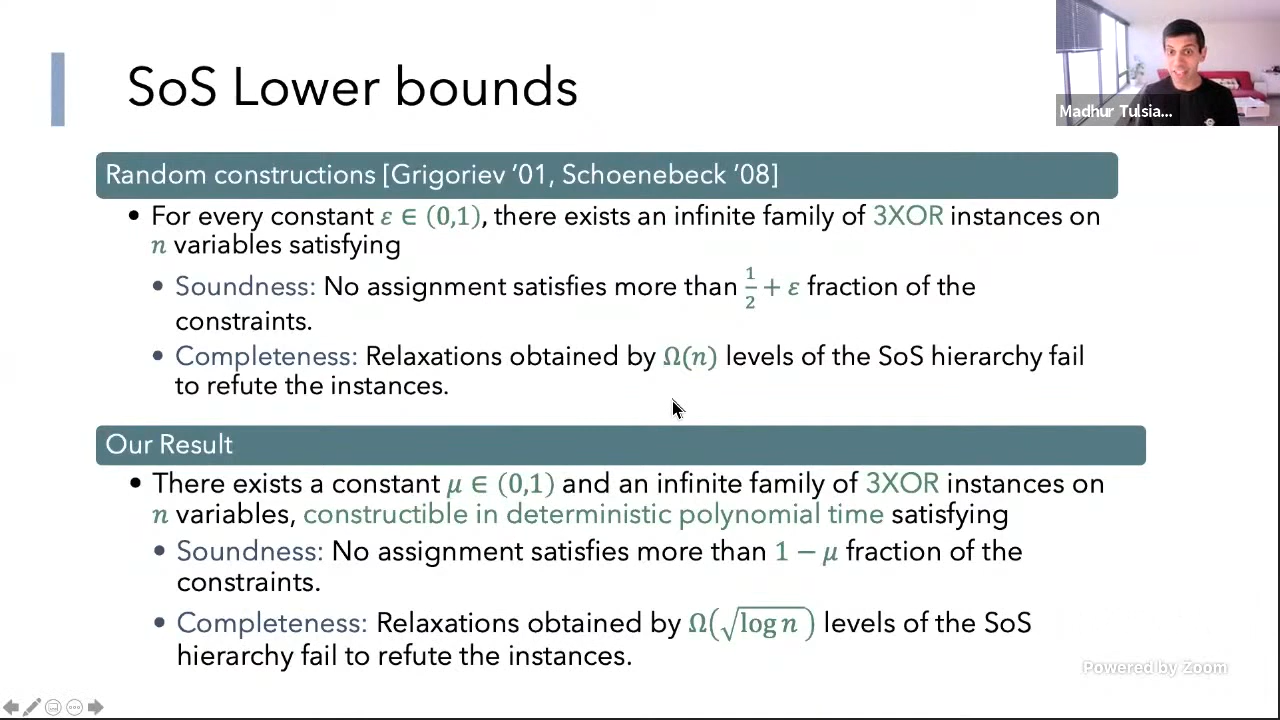 SoS Lower bounds
Madhur Tulsia...
Random constructions [Grigoriev ’01, Schoenebeck ’08]
• For every constant ε ∈ (0,1), there exists an infinite family of 3XOR instances on
n variables satisfying
• Soundness: No assignment satisfies more than 1/2 + ε fraction of the
constraints.
• Completeness: Relaxations obtained by Ω(n) levels of the SoS hierarchy fail
to refute the instances.
Our Result
• There exists a constant μ ∈ (0,1) and an infinite family of 3XOR instances on
n variables, constructible in deterministic polynomial time satisfying
• Soundness: No assignment satisfies more than 1 − μ fraction of the
constraints.
• Completeness: Relaxations obtained by Ω(√log n) levels of the SoS
hierarchy fail to refute the instances.
Powered by Zoom